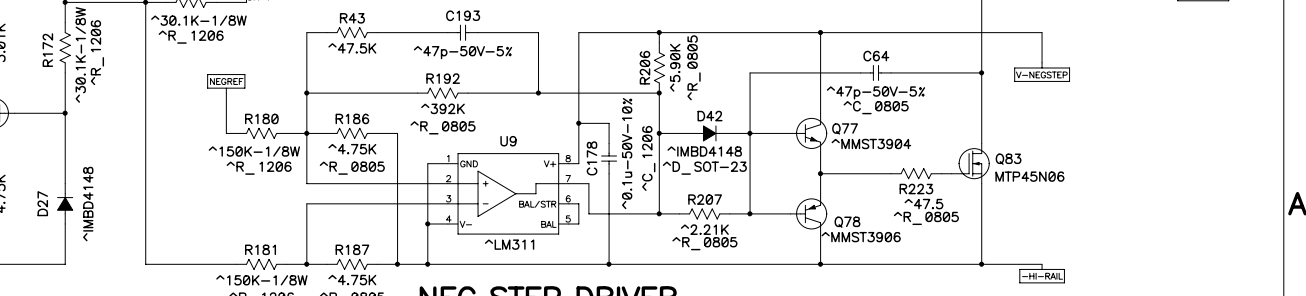 R172
^30.1K-1/8W
^R_1206
^30.1K-1/8W
^R_1206
D27
^IMBD4148
NEGREF
R180
^150K-1/8W
^R_1206
R181
^150K-1/8W
R43
^47.5K
C193
^47p-50V-5%
R192
^392K
^R_0805
R186
^4.75K
^R_0805
R187
^4.75K
U9
1 GND
2
3
4 V-
V+ 8
7
BAL/STR 6
BAL 5
+
-
^LM311
C178
^0.1u-50V-10%
^C_1206
R206
^5.90K
^R_0805
D42
^IMBD4148
^D_SOT-23
R207
^2.21K
^R_0805
C64
^47p-50V-5%
^C_0805
Q77
^MMST3904
Q78
^MMST3906
R223
^47.5
^R_0805
Q83
MTP45N06
V-NEGSTEP
-HI-RAIL
A
NEG STEP DRIVER